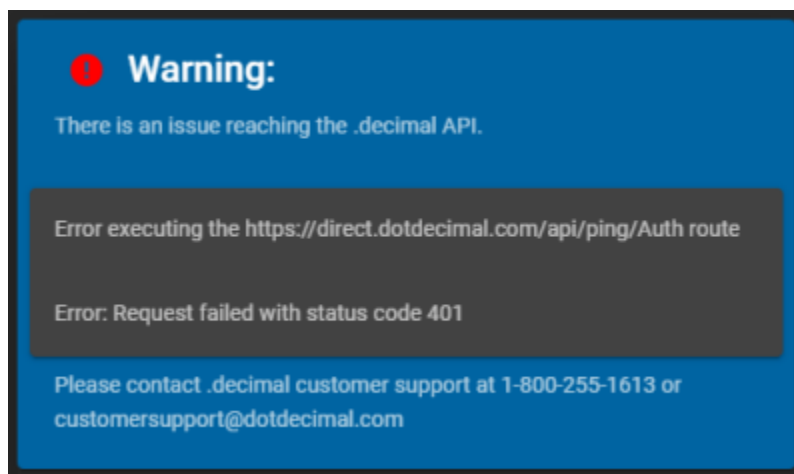 Warning:
There is an issue reaching the .decimal API.
Error executing the https://direct.dotdecimal.com/api/ping/Auth route
Error: Request failed with status code 401
Please contact .decimal customer support at 1-800-255-1613 or
customersupport@dotdecimal.com